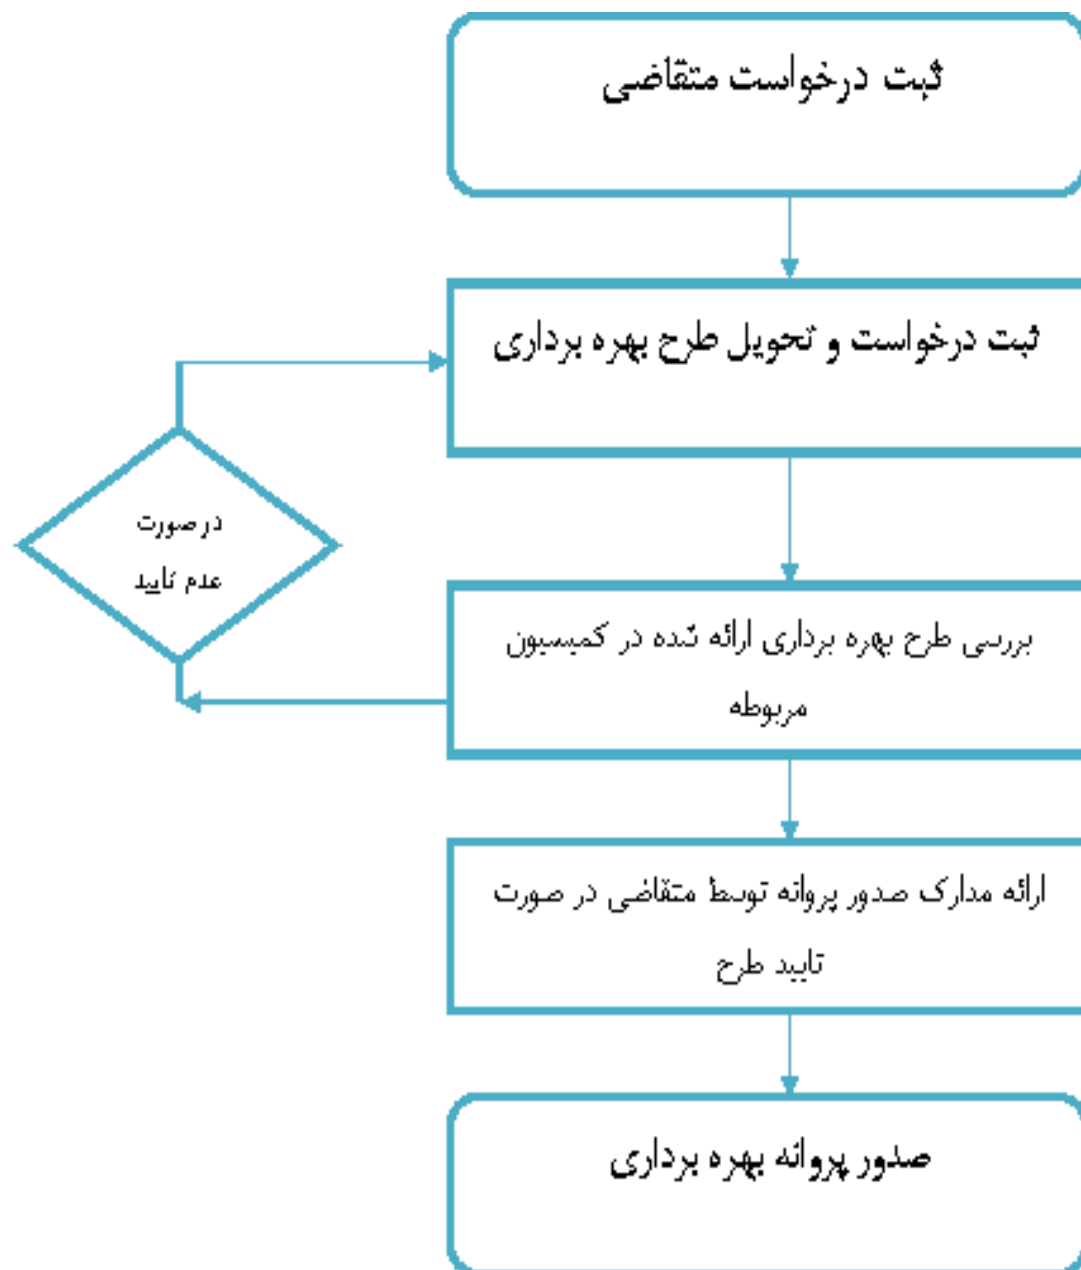 ثبت درخواست متقاضی
ثبت درخواست و تحویل طرح بهره برداری
در صورت
عدم تایید
بررسی طرح بهره برداری ارائه شده در کمیسیون
مربوطه
ارائه مدارک صدور پروانه توسط متقاضی در صورت
تایید طرح
صدور پروانه بهره برداری